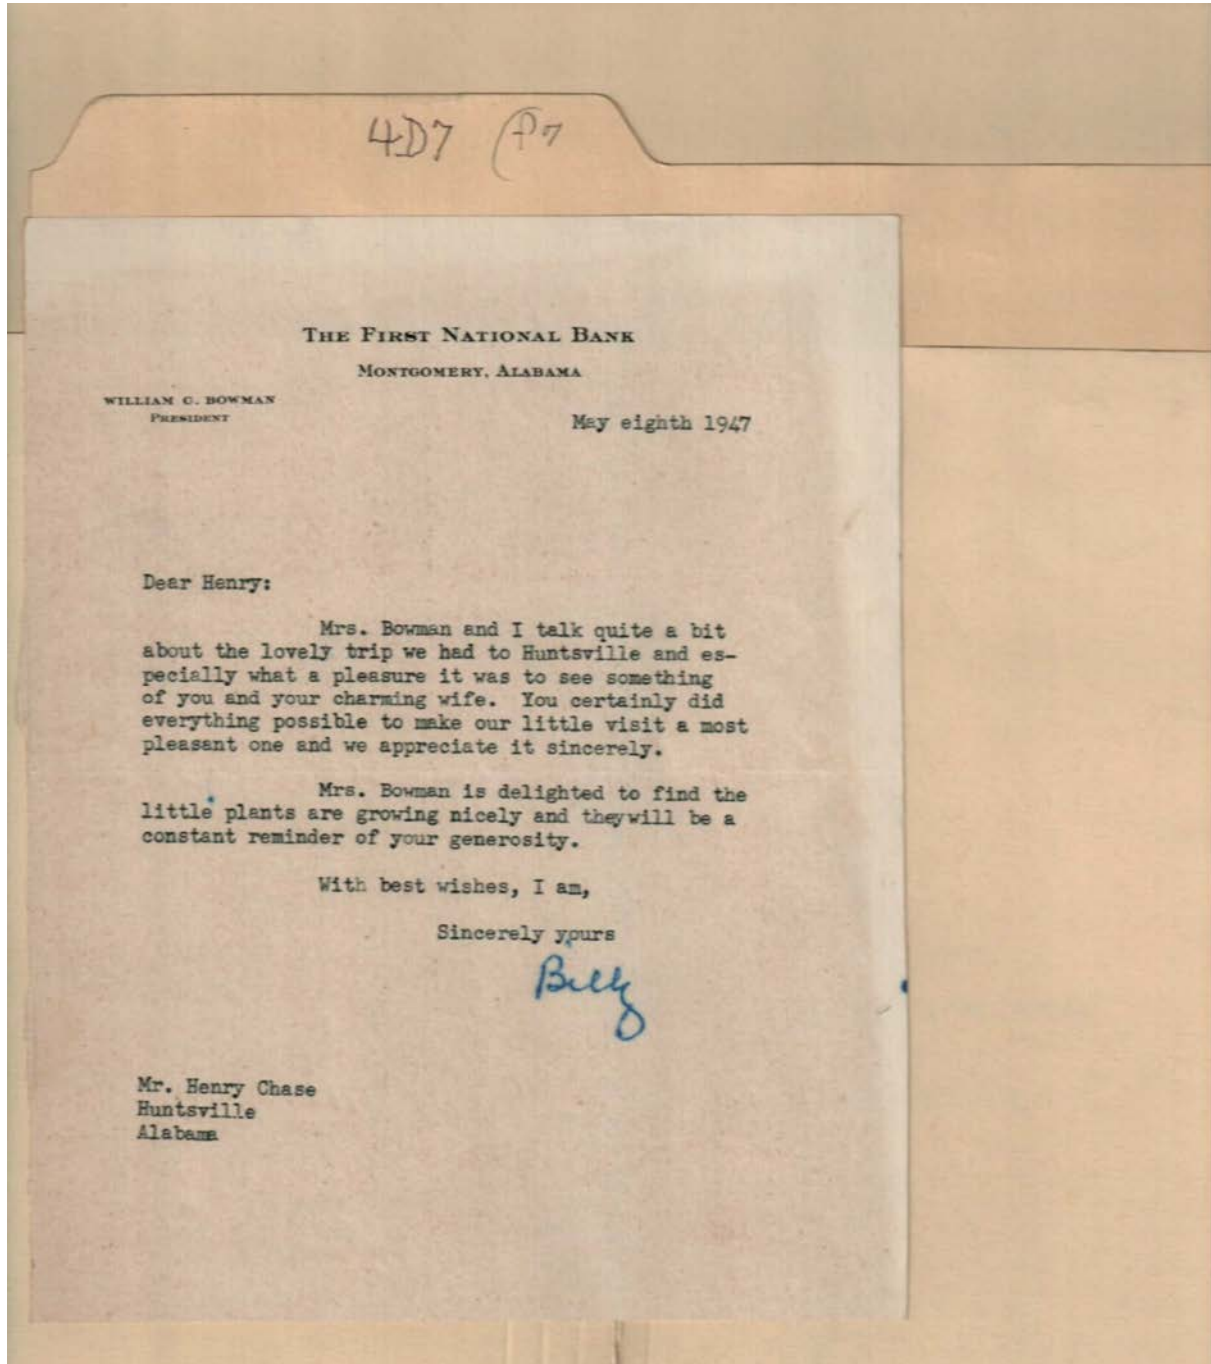 4D7 (P7
THE FIRST NATIONAL BANK
MONTGOMERY, ALABAMA
WILLIAM C. BOWMAN
PRESIDENT
May eighth 1947
Dear Henry:
Mrs. Bowman and I talk quite a bit
about the lovely trip we had to Huntsville and es-
pecially what a pleasure it was to see something
of you and your charming wife. You certainly did
everything possible to make our little visit a most
pleasant one and we appreciate it sincerely.
Mrs. Bowman is delighted to find the
little plants are growing nicely and theywill be a
constant reminder of your generosity.
With best wishes, I am,
Sincerely yours
Billy
Mr. Henry Chase
Huntsville
Alabama